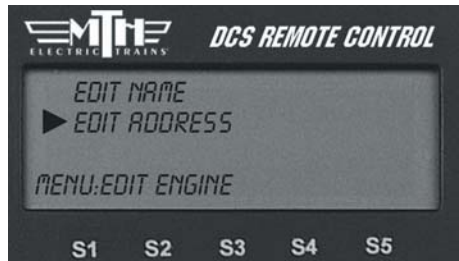 MTH
ELECTRIC TRAINS
DCS REMOTE CONTROL
EDIT NAME
EDIT ADDRESS
MENU:EDIT ENGINE
S1 S2 S3 S4 S5